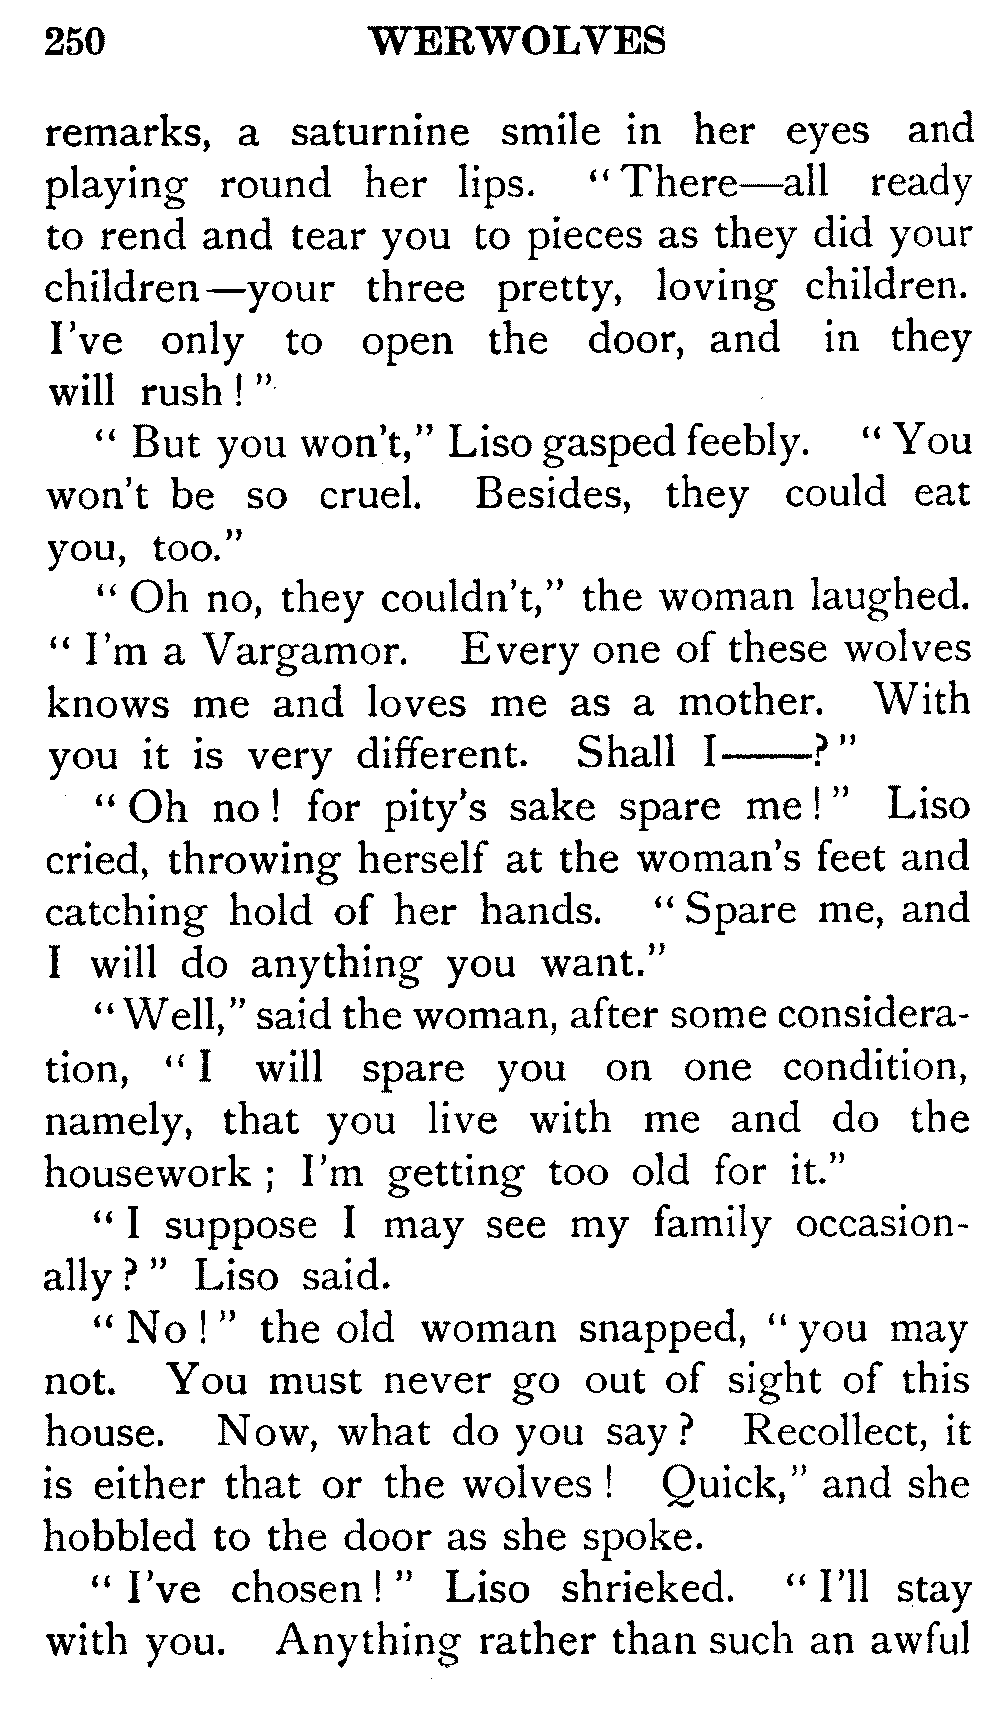 250 WERWOLVES
remarks, a saturnine smile in her eyes and
playing round her lips. “There—all ready
to rend and tear you to pieces as they did your
children—your three pretty, loving children.
I've only to open the door, and in they
will rush!”
“But you won't,” Liso gasped feebly. “You
won't be so cruel. Besides, they could eat
you, too.”
“Oh no, they couldn't,” the woman laughed.
“I'm a Vargamor. Every one of these wolves
knows me and loves me as a mother. With
you it is very different. Shall I——?”
“Oh no! for pity's sake spare me!” Liso
cried, throwing herself at the woman's feet and
catching hold of her hands. “Spare me, and
I will do anything you want.”
“Well,” said the woman, after some considera-
tion, “I will spare you on one condition,
namely, that you live with me and do the
housework; I'm getting too old for it.”
“I suppose I may see my family occasion-
ally?” Liso said.
“No!” the old woman snapped, “you may
not. You must never go out of sight of this
house. Now, what do you say? Recollect, it
is either that or the wolves! Quick,” and she
hobbled to the door as she spoke.
“I've chosen!” Liso shrieked. “I'll stay
with you. Anything rather than such an awful